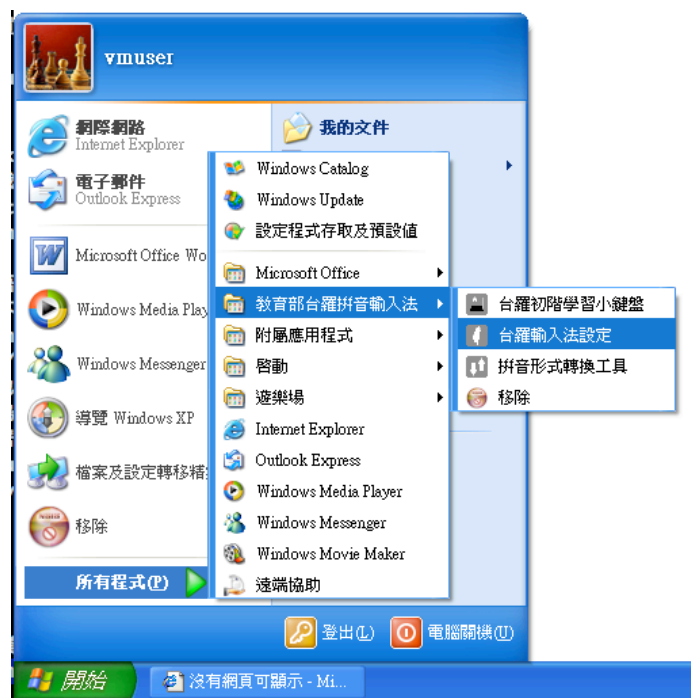 vmuser
網際網路
Internet Explorer
電子郵件
Outlook Express
Microsoft Office Wo
Windows Media Play
Windows Messenger
導覽 Windows XP
檔案及設定轉移精
移除
所有程式(P)
我的文件
Windows Catalog
Windows Update
設定程式存取及預設值
Microsoft Office
教育部台羅拼音輸入法
附屬應用程式
啓動
遊樂場
Internet Explorer
Outlook Express
Windows Media Player
Windows Messenger
Windows Movie Maker
遠端協助
台羅初階學習小鍵盤
台羅輸入法設定
拼音形式轉換工具
移除
登出(L)
電腦關機(U)
開始
沒有網頁可顯示 - Mi...